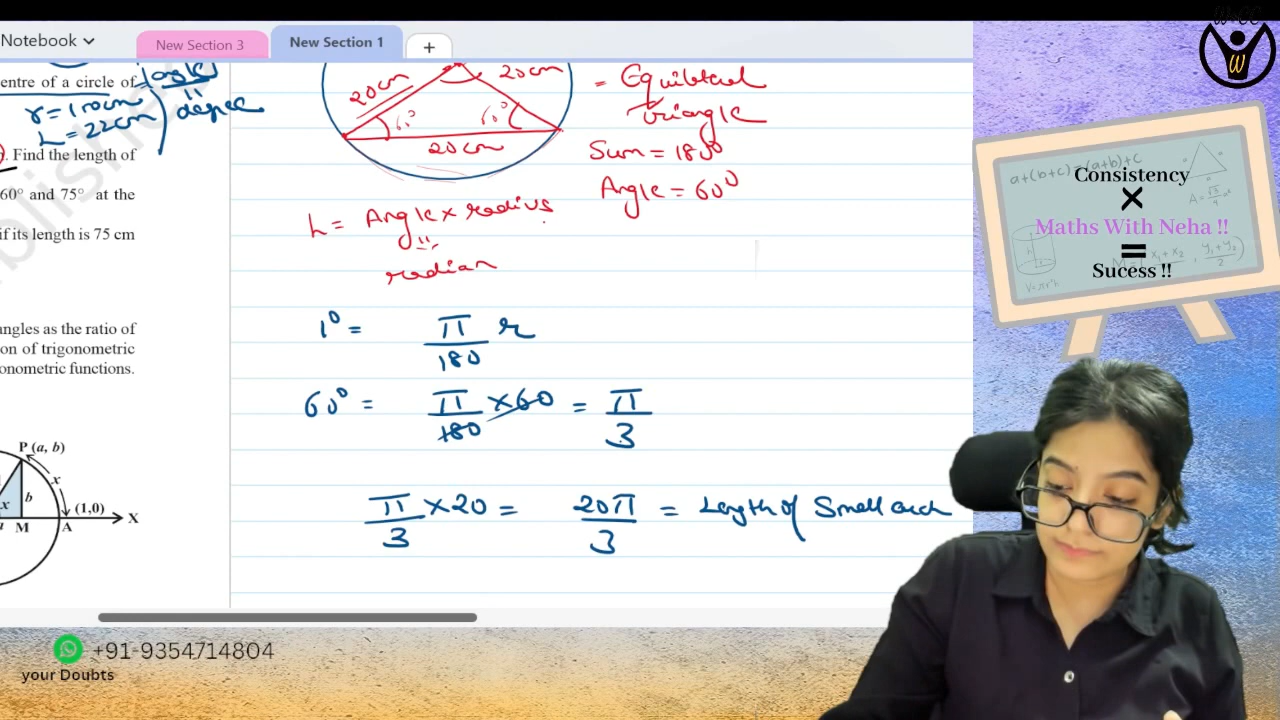 W=CC
Notebook
New Section 3
New Section 1
+
entre of a circle of
r = 100cm
L = 22cm
angle
degree
. Find the length of
60° and 75° at the
if its length is 75 cm
angles as the ratio of
on of trigonometric
onometric functions.
P (a, b)
x
b
(1,0)
x
M
A
X
20cm
20cm
60°
60°
20cm
= Equilateral
triangle
Sum = 180°
Angle = 60°
L = Angle x radius
radian
1° = π/180 r
60° = π/180 × 60 = π/3
π/3 × 20 = 20π/3 = Length of Small arch
a+(b+c)=(a+b)+c
Consistency
×
Maths With Neha !!
=
Sucess !!
V=πr²h
+91-9354714804
your Doubts